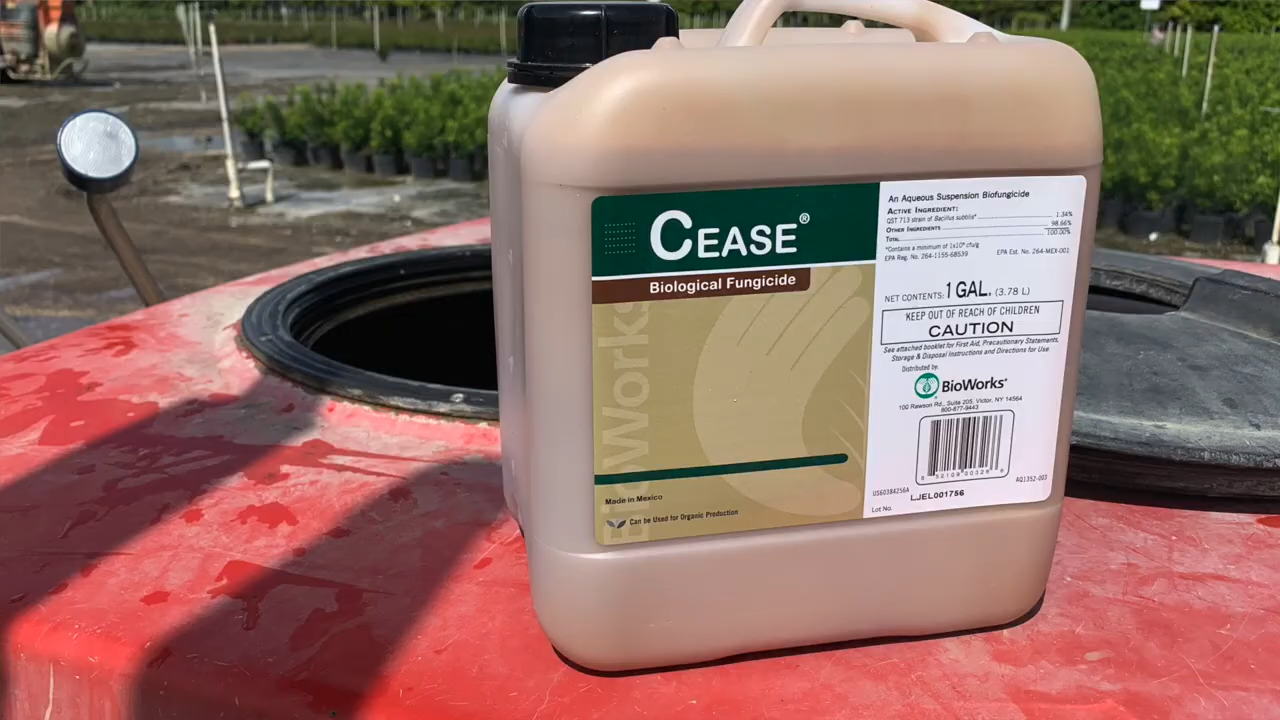 CEASE®
Biological Fungicide
BioWorks
Made in Mexico
Can be Used for Organic Production
An Aqueous Suspension Biofungicide
ACTIVE INGREDIENT:
QST 713 strain of Bacillus subtilis* 1.34%
OTHER INGREDIENTS 98.66%
TOTAL 100.00%
*Contains a minimum of 1x10⁹ cfu/g
EPA Reg. No. 264-1155-68539 EPA Est. No. 264-MEX-001
NET CONTENTS: 1 GAL. (3.78 L)
KEEP OUT OF REACH OF CHILDREN
CAUTION
See attached booklet for First Aid, Precautionary Statements,
Storage & Disposal Instructions and Directions for Use
Distributed by:
BioWorks®
100 Rawson Rd., Suite 205, Victor, NY 14564
800-877-9443
US60384256A
AQ1352-003
LJEL001756
Lot No.